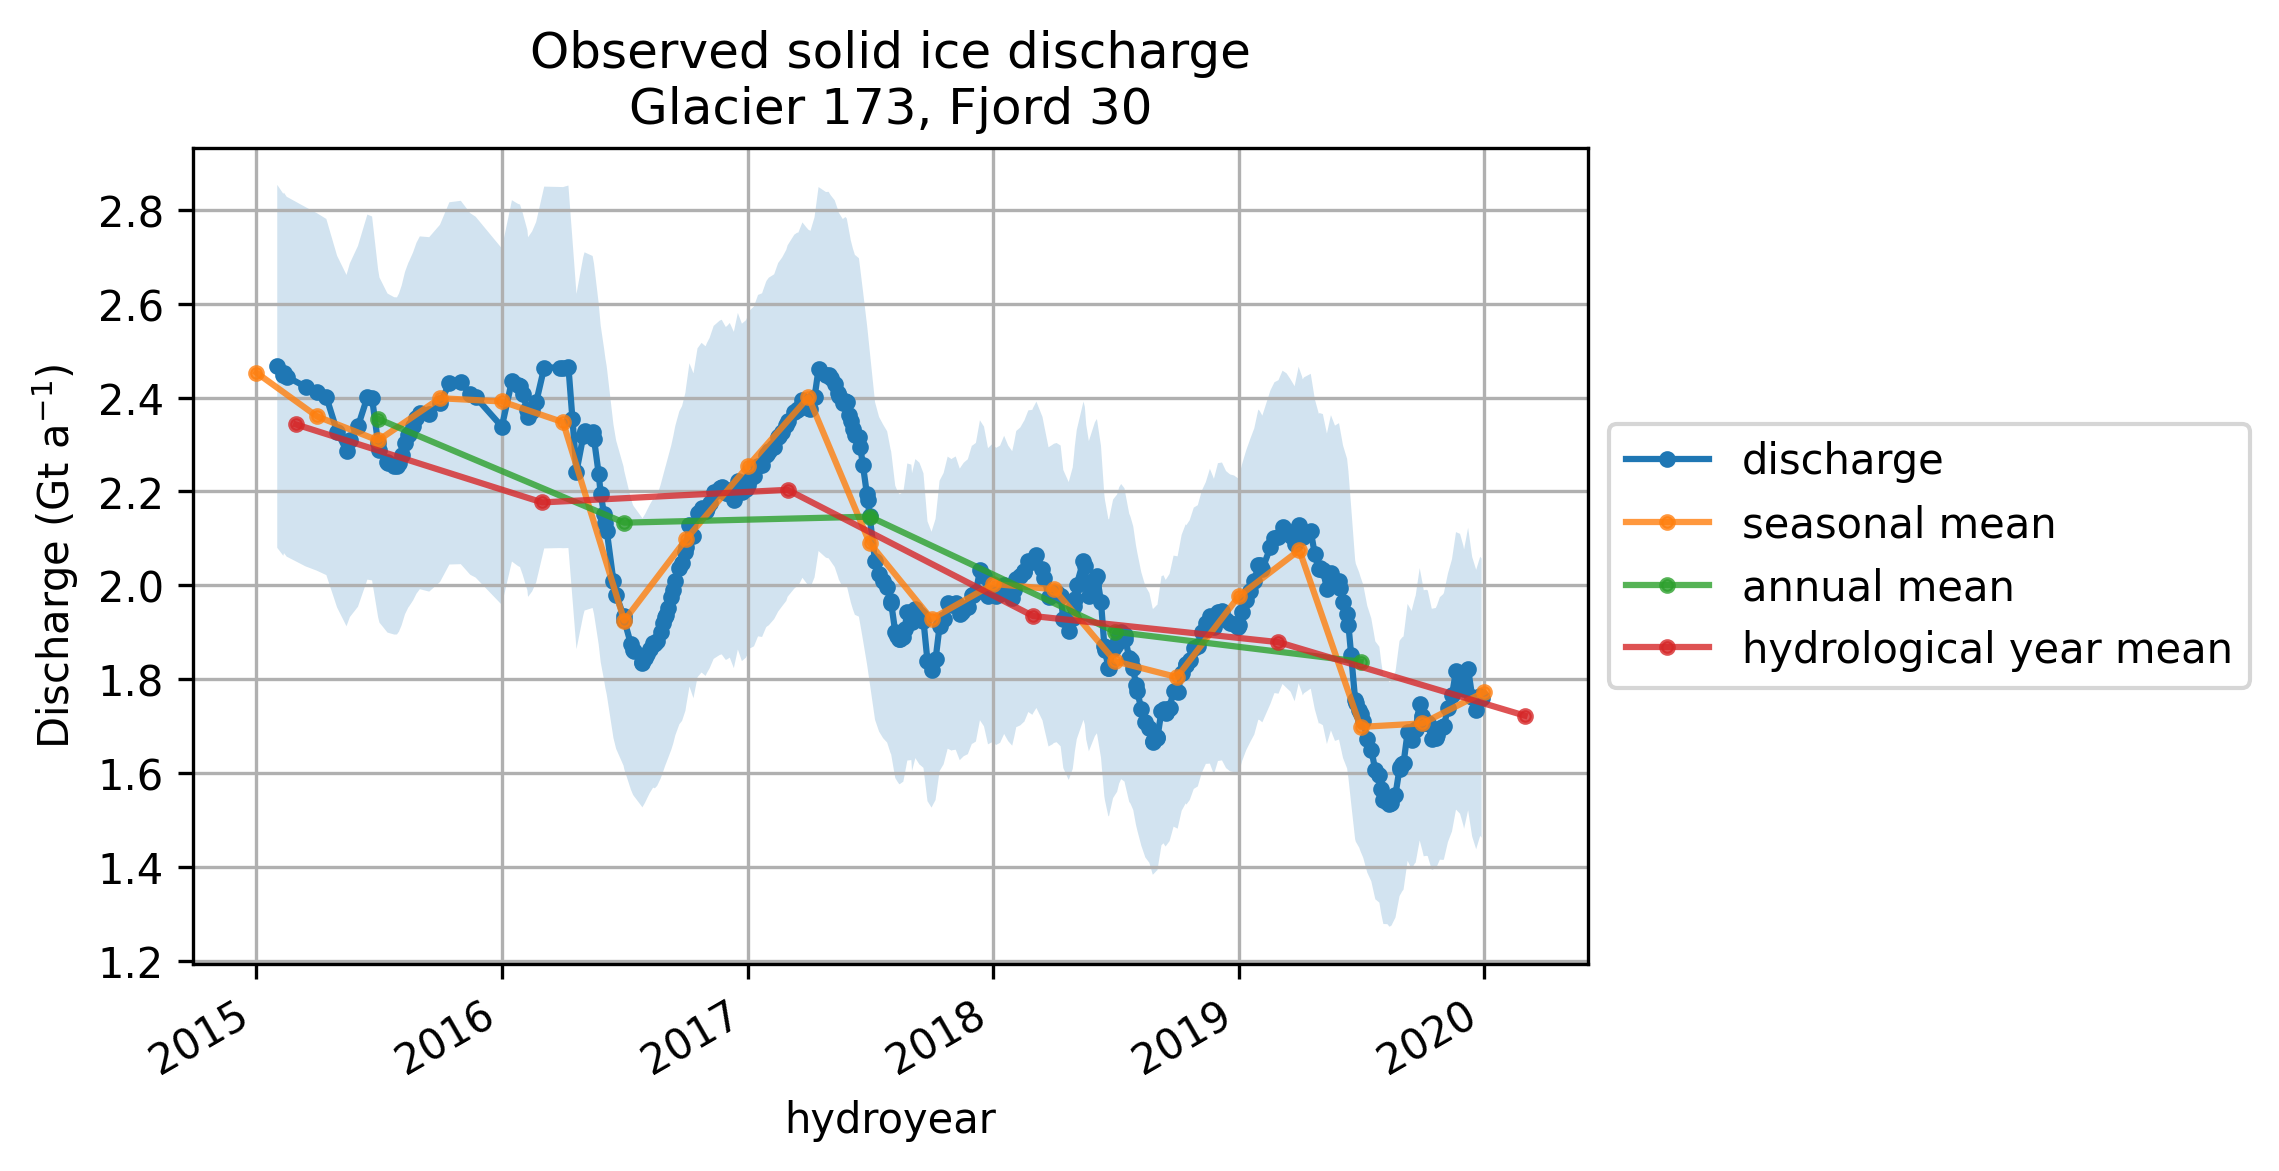 Observed solid ice discharge
Glacier 173, Fjord 30
Discharge (Gt a⁻¹)
2.8
2.6
2.4
2.2
2.0
1.8
1.6
1.4
1.2
2015
2016
2017
2018
2019
2020
hydroyear
discharge
seasonal mean
annual mean
hydrological year mean